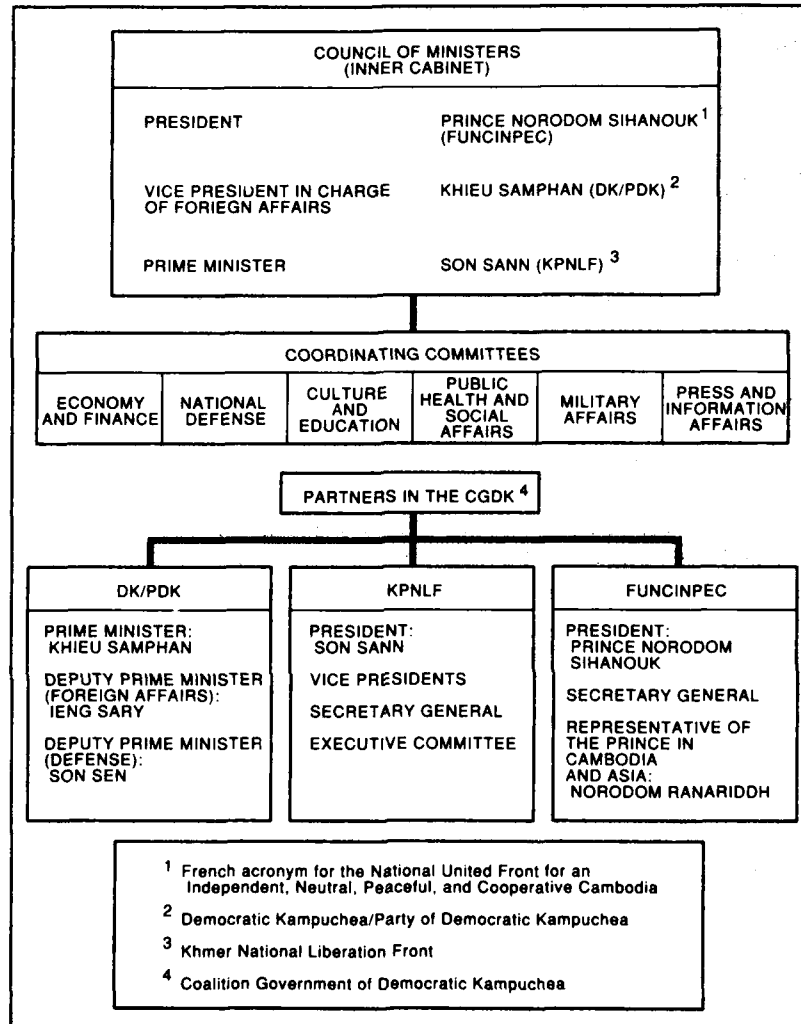 COUNCIL OF MINISTERS
(INNER CABINET)
PRESIDENT
PRINCE NORODOM SIHANOUK 1
(FUNCINPEC)
VICE PRESIDENT IN CHARGE
OF FORIEGN AFFAIRS
KHIEU SAMPHAN (DK/PDK) 2
PRIME MINISTER
SON SANN (KPNLF) 3
COORDINATING COMMITTEES
ECONOMY
AND FINANCE
NATIONAL
DEFENSE
CULTURE
AND
EDUCATION
PUBLIC
HEALTH AND
SOCIAL
AFFAIRS
MILITARY
AFFAIRS
PRESS AND
INFORMATION
AFFAIRS
PARTNERS IN THE CGDK 4
DK/PDK
PRIME MINISTER:
KHIEU SAMPHAN
DEPUTY PRIME MINISTER
(FOREIGN AFFAIRS):
IENG SARY
DEPUTY PRIME MINISTER
(DEFENSE):
SON SEN
KPNLF
PRESIDENT:
SON SANN
VICE PRESIDENTS
SECRETARY GENERAL
EXECUTIVE COMMITTEE
FUNCINPEC
PRESIDENT:
PRINCE NORODOM
SIHANOUK
SECRETARY GENERAL
REPRESENTATIVE OF
THE PRINCE IN
CAMBODIA
AND ASIA:
NORODOM RANARIDDH
1 French acronym for the National United Front for an
Independent, Neutral, Peaceful, and Cooperative Cambodia
2 Democratic Kampuchea/Party of Democratic Kampuchea
3 Khmer National Liberation Front
4 Coalition Government of Democratic Kampuchea